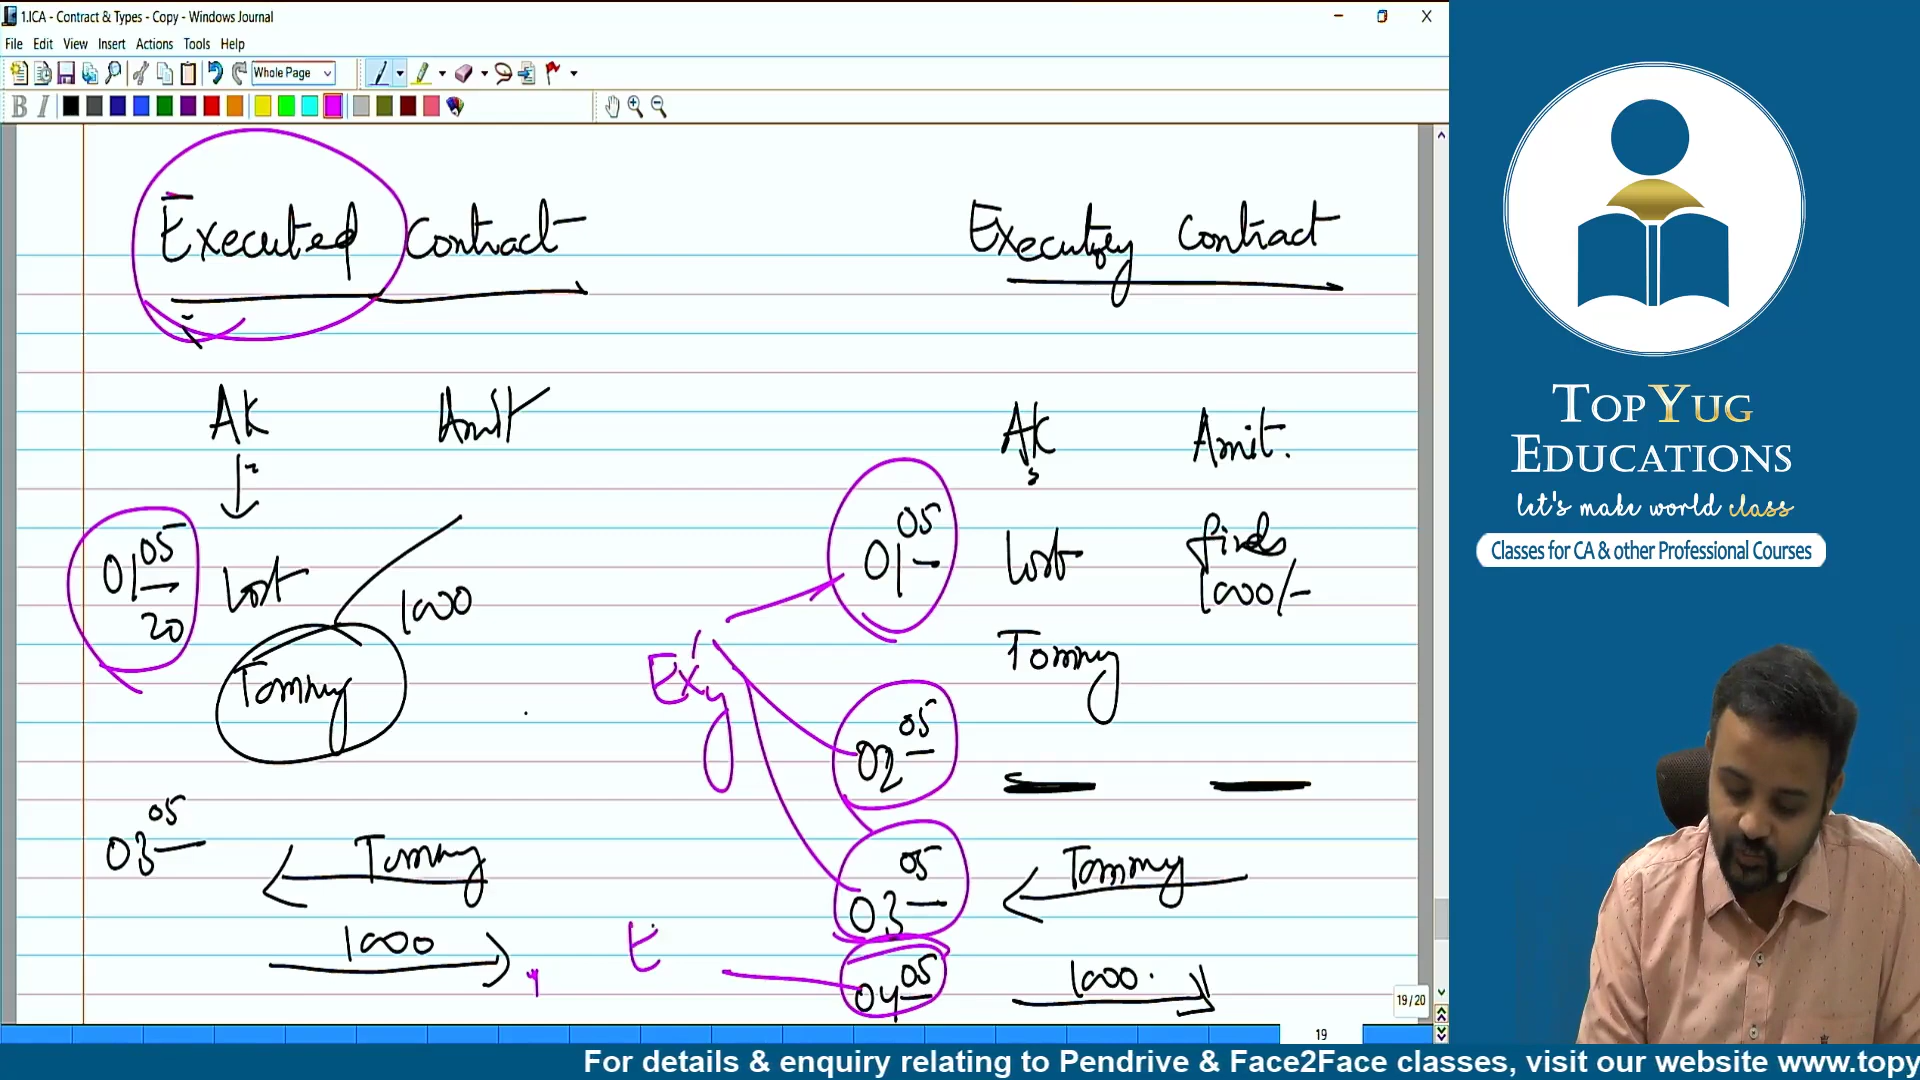 1.ICA - Contract & Types - Copy - Windows Journal
File Edit View Insert Actions Tools Help
Whole Page
B I
Executed Contract
Executory Contract
AK Amit
AK Amit.
01 05 20 Lost 1000
Tommy
01 05 Lost finds
1000/-
Tommy
Exy
02 05
03 05 Tommy
1000
03 05 Tommy
04 05 1000
19/20
19
TOPYUG
EDUCATIONS
let's make world class
Classes for CA & other Professional Courses
For details & enquiry relating to Pendrive & Face2Face classes, visit our website www.topy